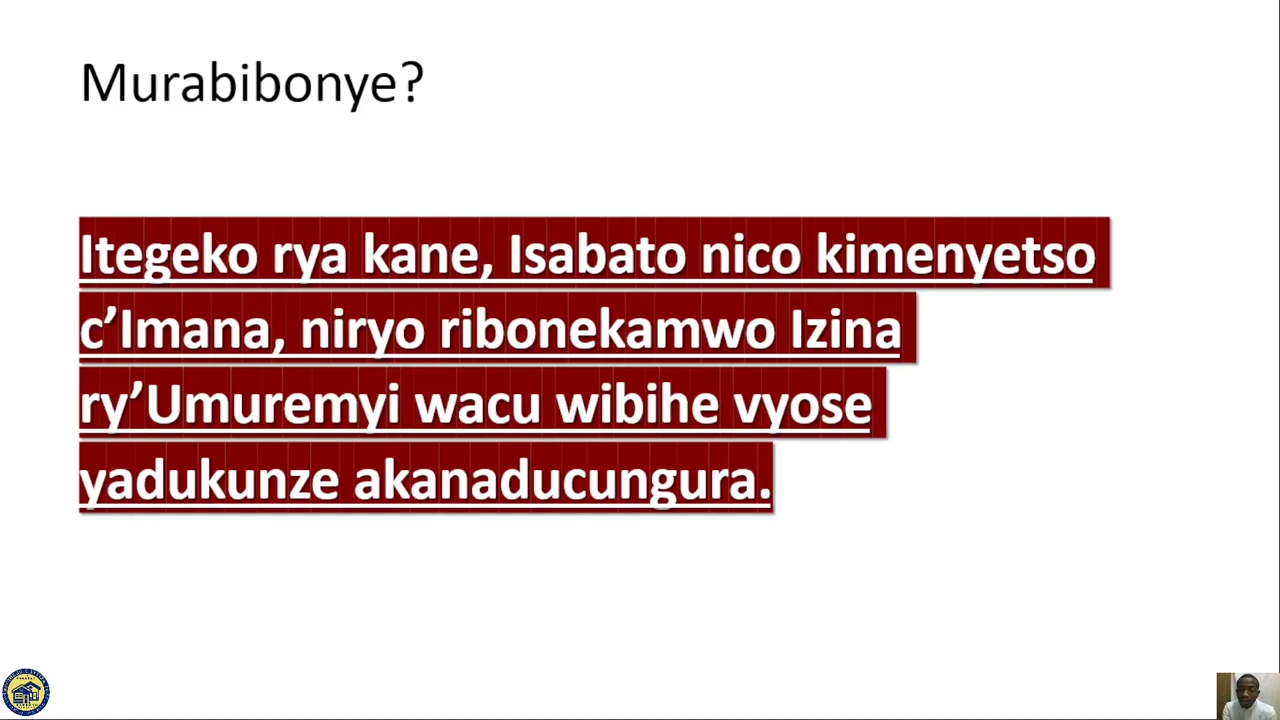 Murabibonye?
Itegeko rya kane, Isabato nico kimenyetso
c’Imana, niryo ribonekamwo Izina
ry’Umuremyi wacu wibihe vyose
yadukunze akanaducungura.